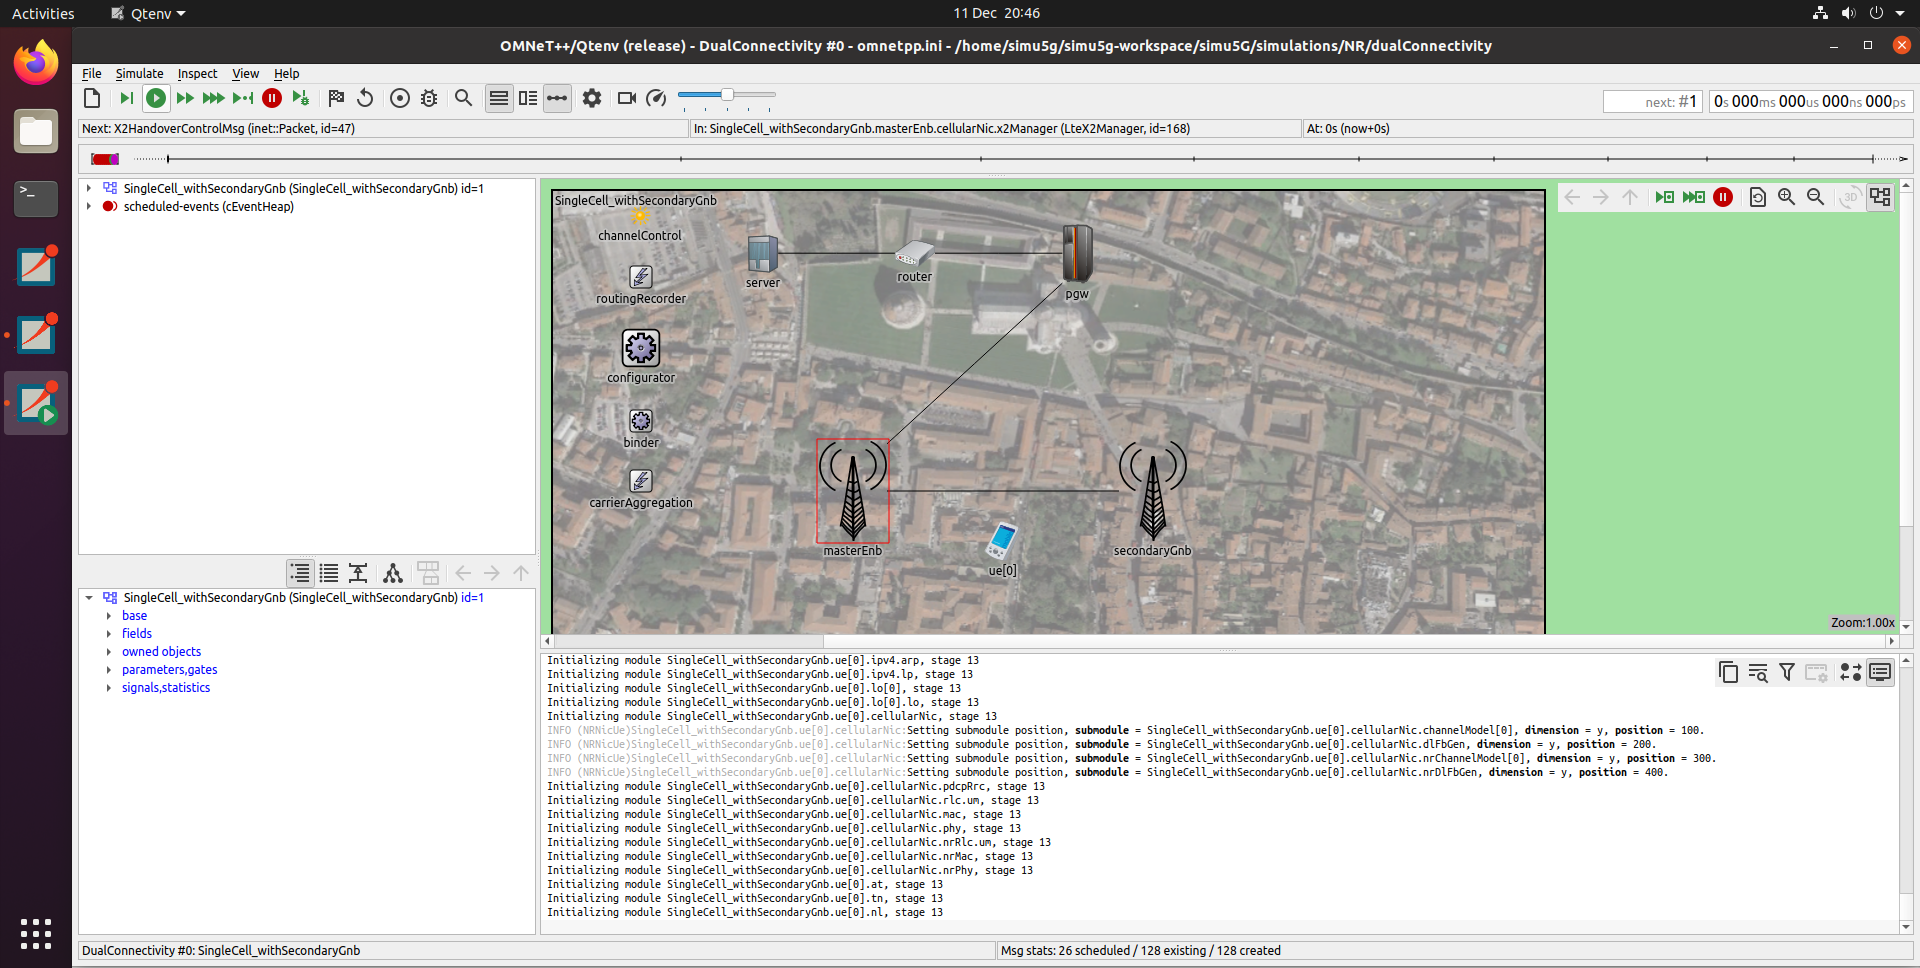 Activities
Qtenv
11 Dec 20:46
OMNeT++/Qtenv (release) - DualConnectivity #0 - omnetpp.ini - /home/simu5g/simu5g-workspace/simu5G/simulations/NR/dualConnectivity
File Simulate Inspect View Help
next: #1
0s 000ms 000us 000ns 000ps
Next: X2HandoverControlMsg (inet::Packet, id=47)
In: SingleCell_withSecondaryGnb.masterEnb.cellularNic.x2Manager (LteX2Manager, id=168)
At: 0s (now+0s)
SingleCell_withSecondaryGnb (SingleCell_withSecondaryGnb) id=1
scheduled-events (cEventHeap)
SingleCell_withSecondaryGnb
channelControl
server
router
pgw
routingRecorder
configurator
binder
carrierAggregation
masterEnb
ue[0]
secondaryGnb
3D
Zoom:1.00x
SingleCell_withSecondaryGnb (SingleCell_withSecondaryGnb) id=1
base
fields
owned objects
parameters,gates
signals,statistics
Initializing module SingleCell_withSecondaryGnb.ue[0].ipv4.arp, stage 13
Initializing module SingleCell_withSecondaryGnb.ue[0].ipv4.lp, stage 13
Initializing module SingleCell_withSecondaryGnb.ue[0].lo[0], stage 13
Initializing module SingleCell_withSecondaryGnb.ue[0].lo[0].lo, stage 13
Initializing module SingleCell_withSecondaryGnb.ue[0].cellularNic, stage 13
INFO (NRNicUe)SingleCell_withSecondaryGnb.ue[0].cellularNic:Setting submodule position, submodule = SingleCell_withSecondaryGnb.ue[0].cellularNic.channelModel[0], dimension = y, position = 100.
INFO (NRNicUe)SingleCell_withSecondaryGnb.ue[0].cellularNic:Setting submodule position, submodule = SingleCell_withSecondaryGnb.ue[0].cellularNic.dlFbGen, dimension = y, position = 200.
INFO (NRNicUe)SingleCell_withSecondaryGnb.ue[0].cellularNic:Setting submodule position, submodule = SingleCell_withSecondaryGnb.ue[0].cellularNic.nrChannelModel[0], dimension = y, position = 300.
INFO (NRNicUe)SingleCell_withSecondaryGnb.ue[0].cellularNic:Setting submodule position, submodule = SingleCell_withSecondaryGnb.ue[0].cellularNic.nrDlFbGen, dimension = y, position = 400.
Initializing module SingleCell_withSecondaryGnb.ue[0].cellularNic.pdcpRrc, stage 13
Initializing module SingleCell_withSecondaryGnb.ue[0].cellularNic.rlc.um, stage 13
Initializing module SingleCell_withSecondaryGnb.ue[0].cellularNic.mac, stage 13
Initializing module SingleCell_withSecondaryGnb.ue[0].cellularNic.phy, stage 13
Initializing module SingleCell_withSecondaryGnb.ue[0].cellularNic.nrRlc.um, stage 13
Initializing module SingleCell_withSecondaryGnb.ue[0].cellularNic.nrMac, stage 13
Initializing module SingleCell_withSecondaryGnb.ue[0].cellularNic.nrPhy, stage 13
Initializing module SingleCell_withSecondaryGnb.ue[0].at, stage 13
Initializing module SingleCell_withSecondaryGnb.ue[0].tn, stage 13
Initializing module SingleCell_withSecondaryGnb.ue[0].nl, stage 13
DualConnectivity #0: SingleCell_withSecondaryGnb
Msg stats: 26 scheduled / 128 existing / 128 created